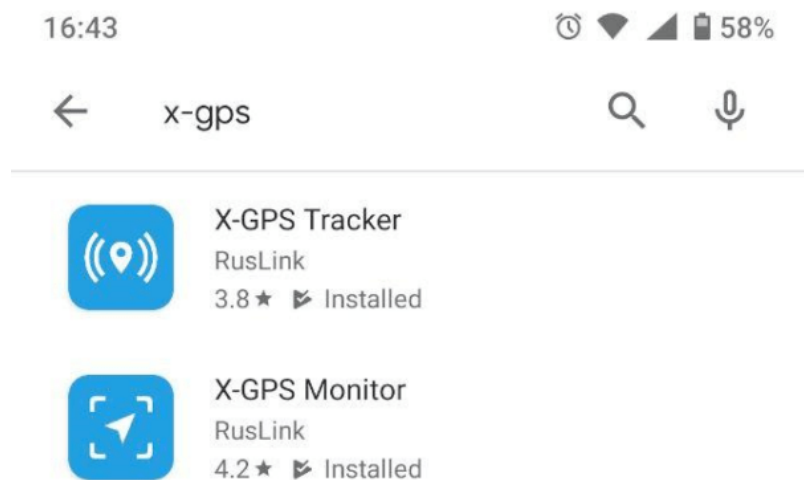 16:43 58%
x-gps
X-GPS Tracker
RusLink
3.8★ Installed
X-GPS Monitor
RusLink
4.2★ Installed